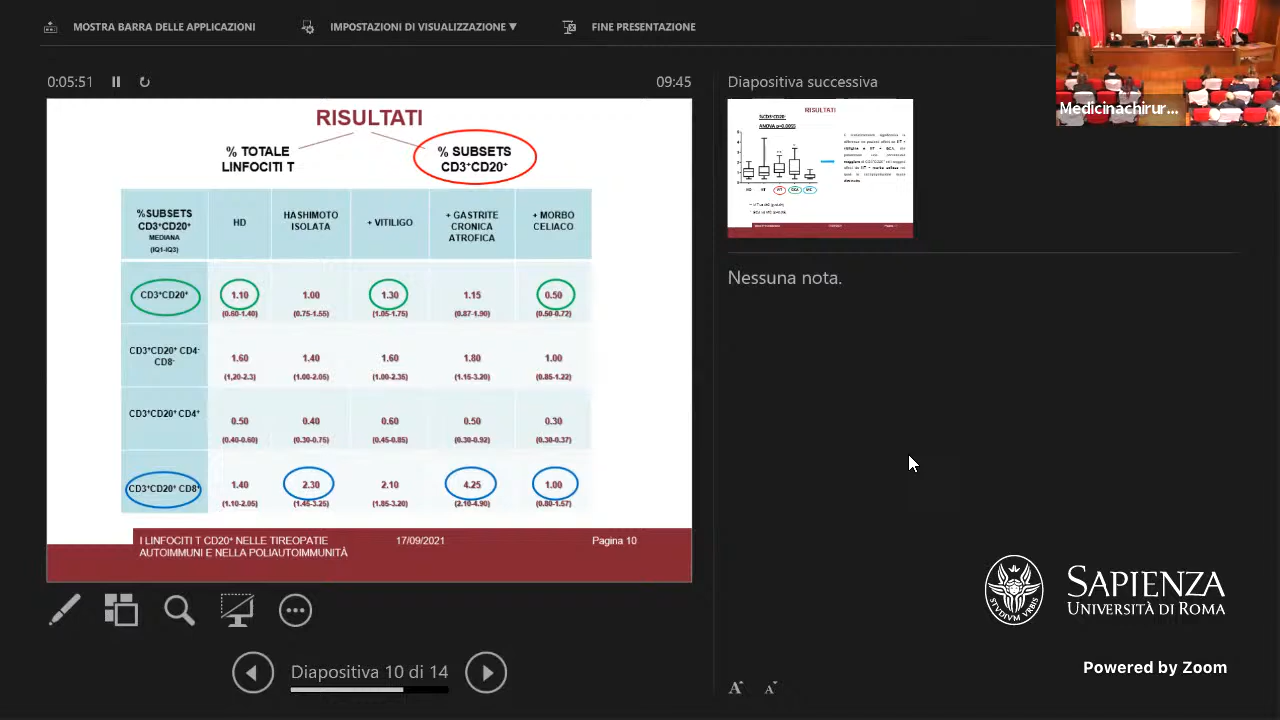 MOSTRA BARRA DELLE APPLICAZIONI
IMPOSTAZIONI DI VISUALIZZAZIONE ▼
FINE PRESENTAZIONE
Medicinachirur...
0:05:51
09:45
Diapositiva successiva
RISULTATI
% TOTALE
LINFOCITI T
% SUBSETS
CD3⁺CD20⁺
%SUBSETS
CD3⁺CD20⁺
MEDIANA
(IQ1-IQ3)
HD
HASHIMOTO
ISOLATA
+ VITILIGO
+ GASTRITE
CRONICA
ATROFICA
+ MORBO
CELIACO
CD3⁺CD20⁺
1.10
1.00
1.30
1.15
0.50
(0.60-1.40)
(0.75-1.55)
(1.05-1.75)
(0.87-1.90)
(0.50-0.72)
CD3⁺CD20⁺ CD4⁻
CD8⁻
1.60
1.40
1.60
1.80
1.00
(1,20-2.3)
(1.00-2.05)
(1.00-2.35)
(1.15-3.20)
(0.85-1.22)
CD3⁺CD20⁺ CD4⁺
0.50
0.40
0.60
0.50
0.30
(0.40-0.60)
(0.30-0.75)
(0.45-0.85)
(0.30-0.92)
(0.30-0.37)
CD3⁺CD20⁺ CD8⁺
1.40
2.30
2.10
4.25
1.00
(1.10-2.05)
(1.45-3.25)
(1.85-3.20)
(2.10-4.90)
(0.80-1.57)
I LINFOCITI T CD20⁺ NELLE TIREOPATIE
AUTOIMMUNI E NELLA POLIAUTOIMMUNITÀ
17/09/2021
Pagina 10
RISULTATI
%CD3⁺CD20⁺
ANOVA p=0.0055
Nessuna nota.
Diapositiva 10 di 14
STVDIVM VRBIS
SAPIENZA
UNIVERSITÀ DI ROMA
Powered by Zoom